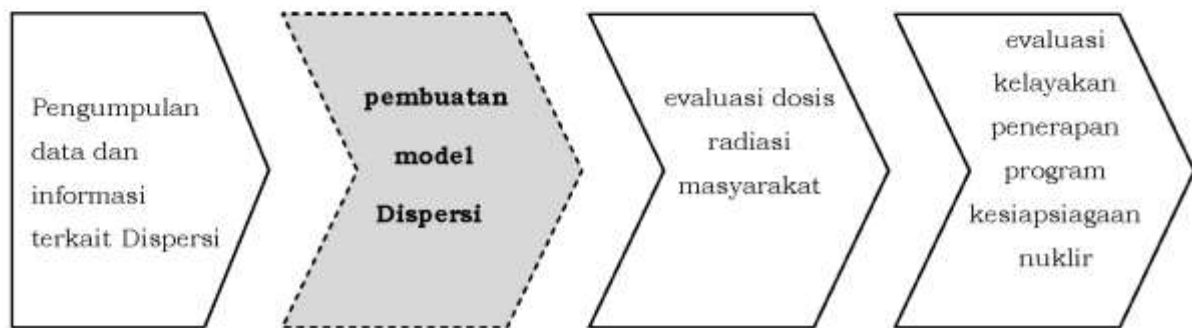 Pengumpulan
data dan
informasi
terkait Dispersi
pembuatan
model
Dispersi
evaluasi dosis
radiasi
masyarakat
evaluasi
kelayakan
penerapan
program
kesiapsiagaan
nuklir